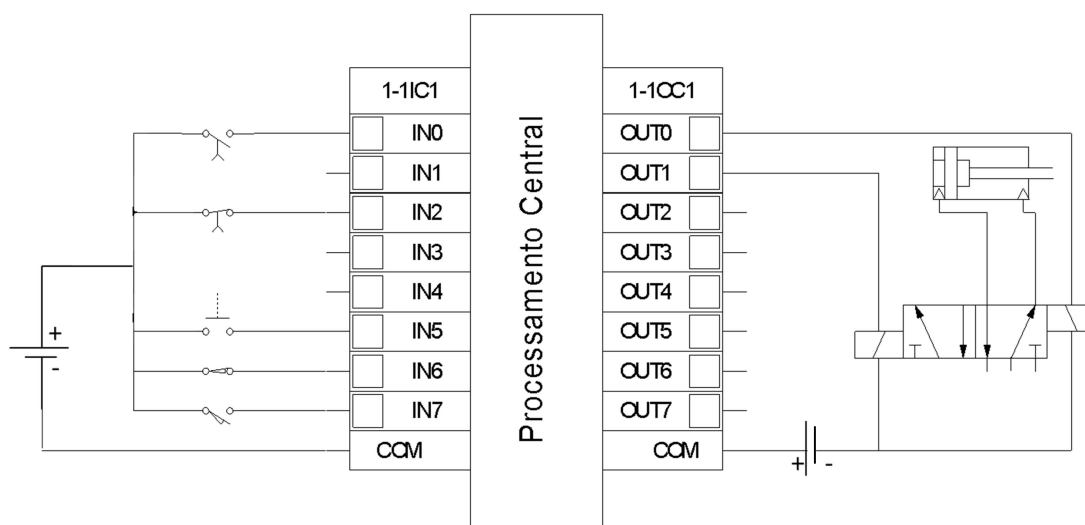 1-1IC1
IN0
IN1
IN2
IN3
IN4
IN5
IN6
IN7
COM
+
-
Processamento Central
1-1OC1
OUT0
OUT1
OUT2
OUT3
OUT4
OUT5
OUT6
OUT7
COM
+ -